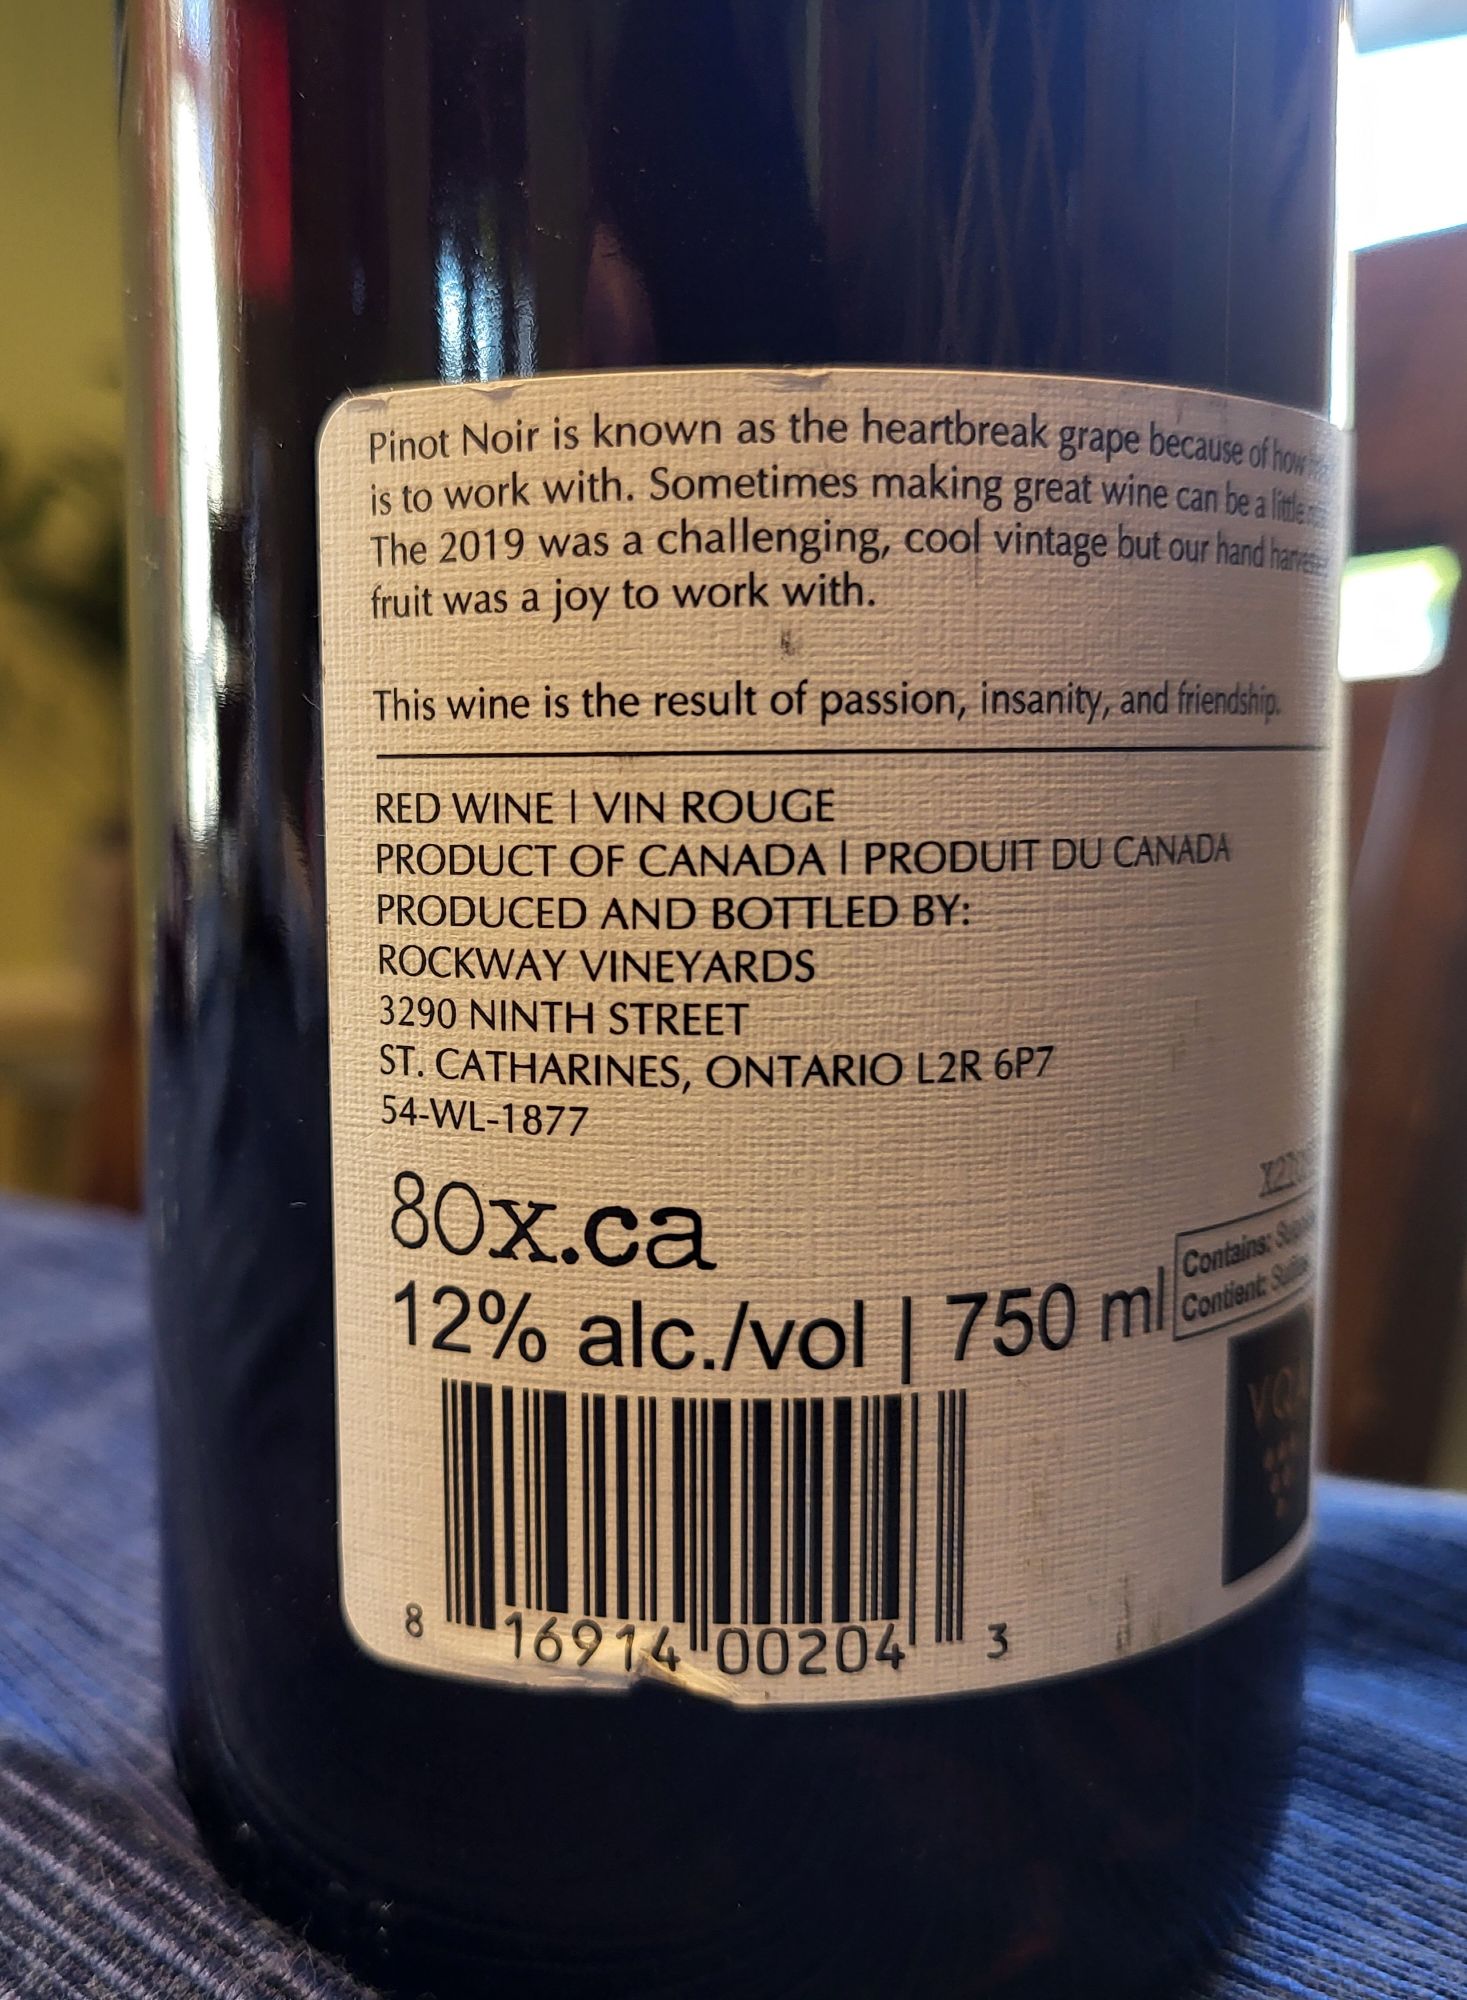 Pinot Noir is known as the heartbreak grape because of how
is to work with. Sometimes making great wine can be a little
The 2019 was a challenging, cool vintage but our hand
fruit was a joy to work with.
This wine is the result of passion, insanity, and friendship.
RED WINE | VIN ROUGE
PRODUCT OF CANADA | PRODUIT DU CANADA
PRODUCED AND BOTTLED BY:
ROCKWAY VINEYARDS
3290 NINTH STREET
ST. CATHARINES, ONTARIO L2R 6P7
54-WL-1877
80x.ca
12% alc./vol | 750 ml
Contains:
Contient:
VQA
8 16914 00204 3